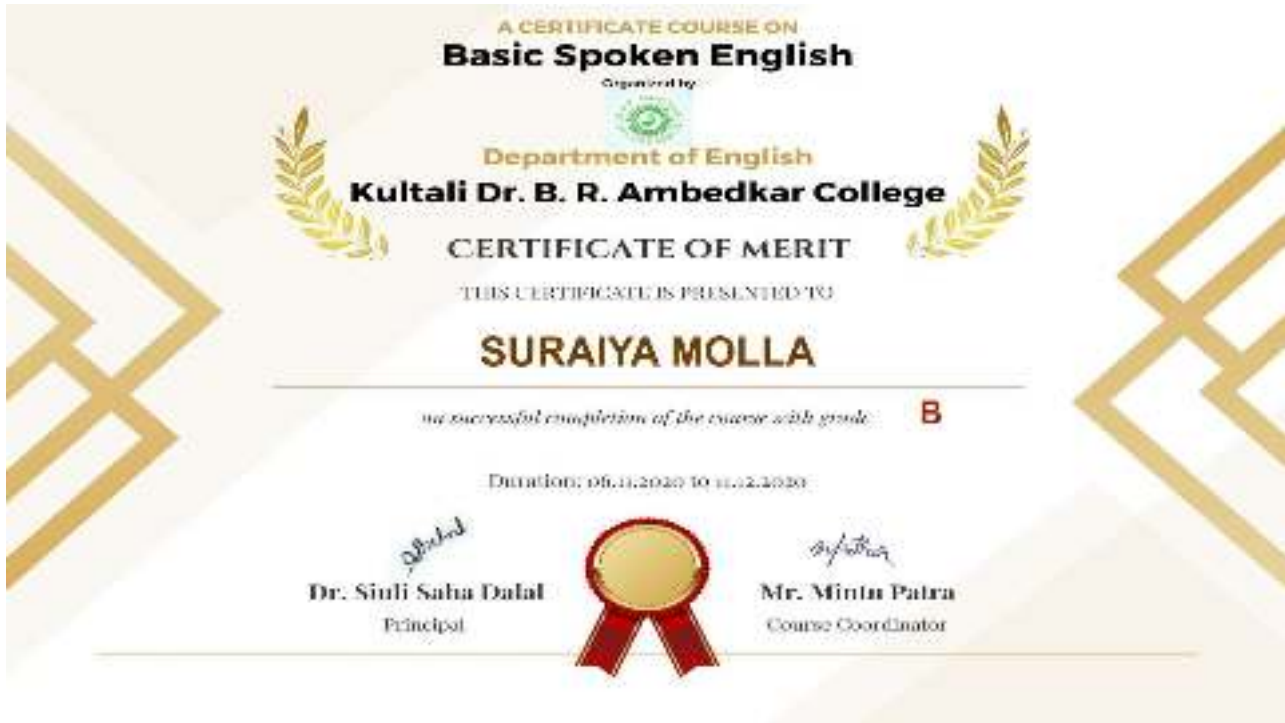 A CERTIFICATE COURSE ON
Basic Spoken English
Organized by
Department of English
Kultali Dr. B. R. Ambedkar College
CERTIFICATE OF MERIT
THIS CERTIFICATE IS PRESENTED TO
SURAIYA MOLLA
on successful completion of the course with grade B
Duration: 06.11.2020 to 11.12.2020
Dr. Siuli Saha Dalal Mr. Mintu Patra
Principal Course Coordinator